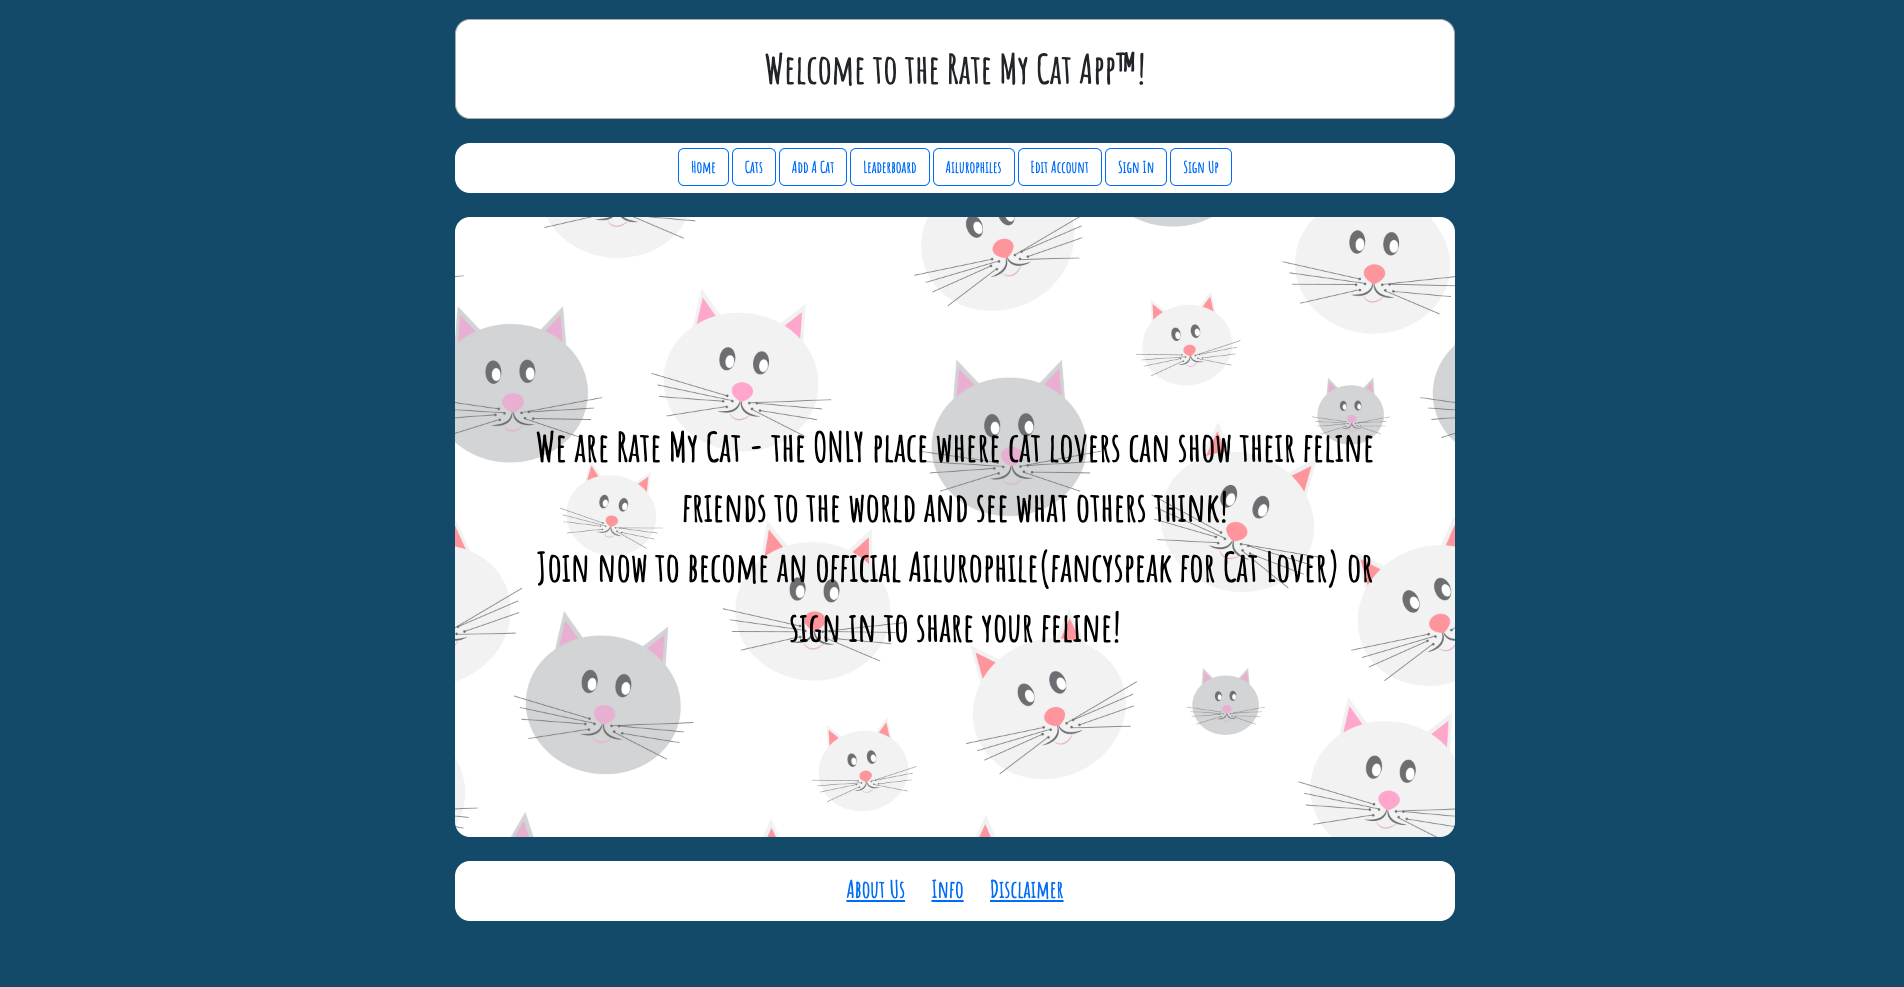 Welcome to the Rate My Cat App™!
Home Cats Add A Cat Leaderboard Ailurophiles Edit Account Sign In Sign Up
We are Rate My Cat - the ONLY place where cat lovers can show their feline
friends to the world and see what others think!
Join now to become an official Ailurophile(fancyspeak for Cat Lover) or
sign in to share your feline!
About Us Info Disclaimer